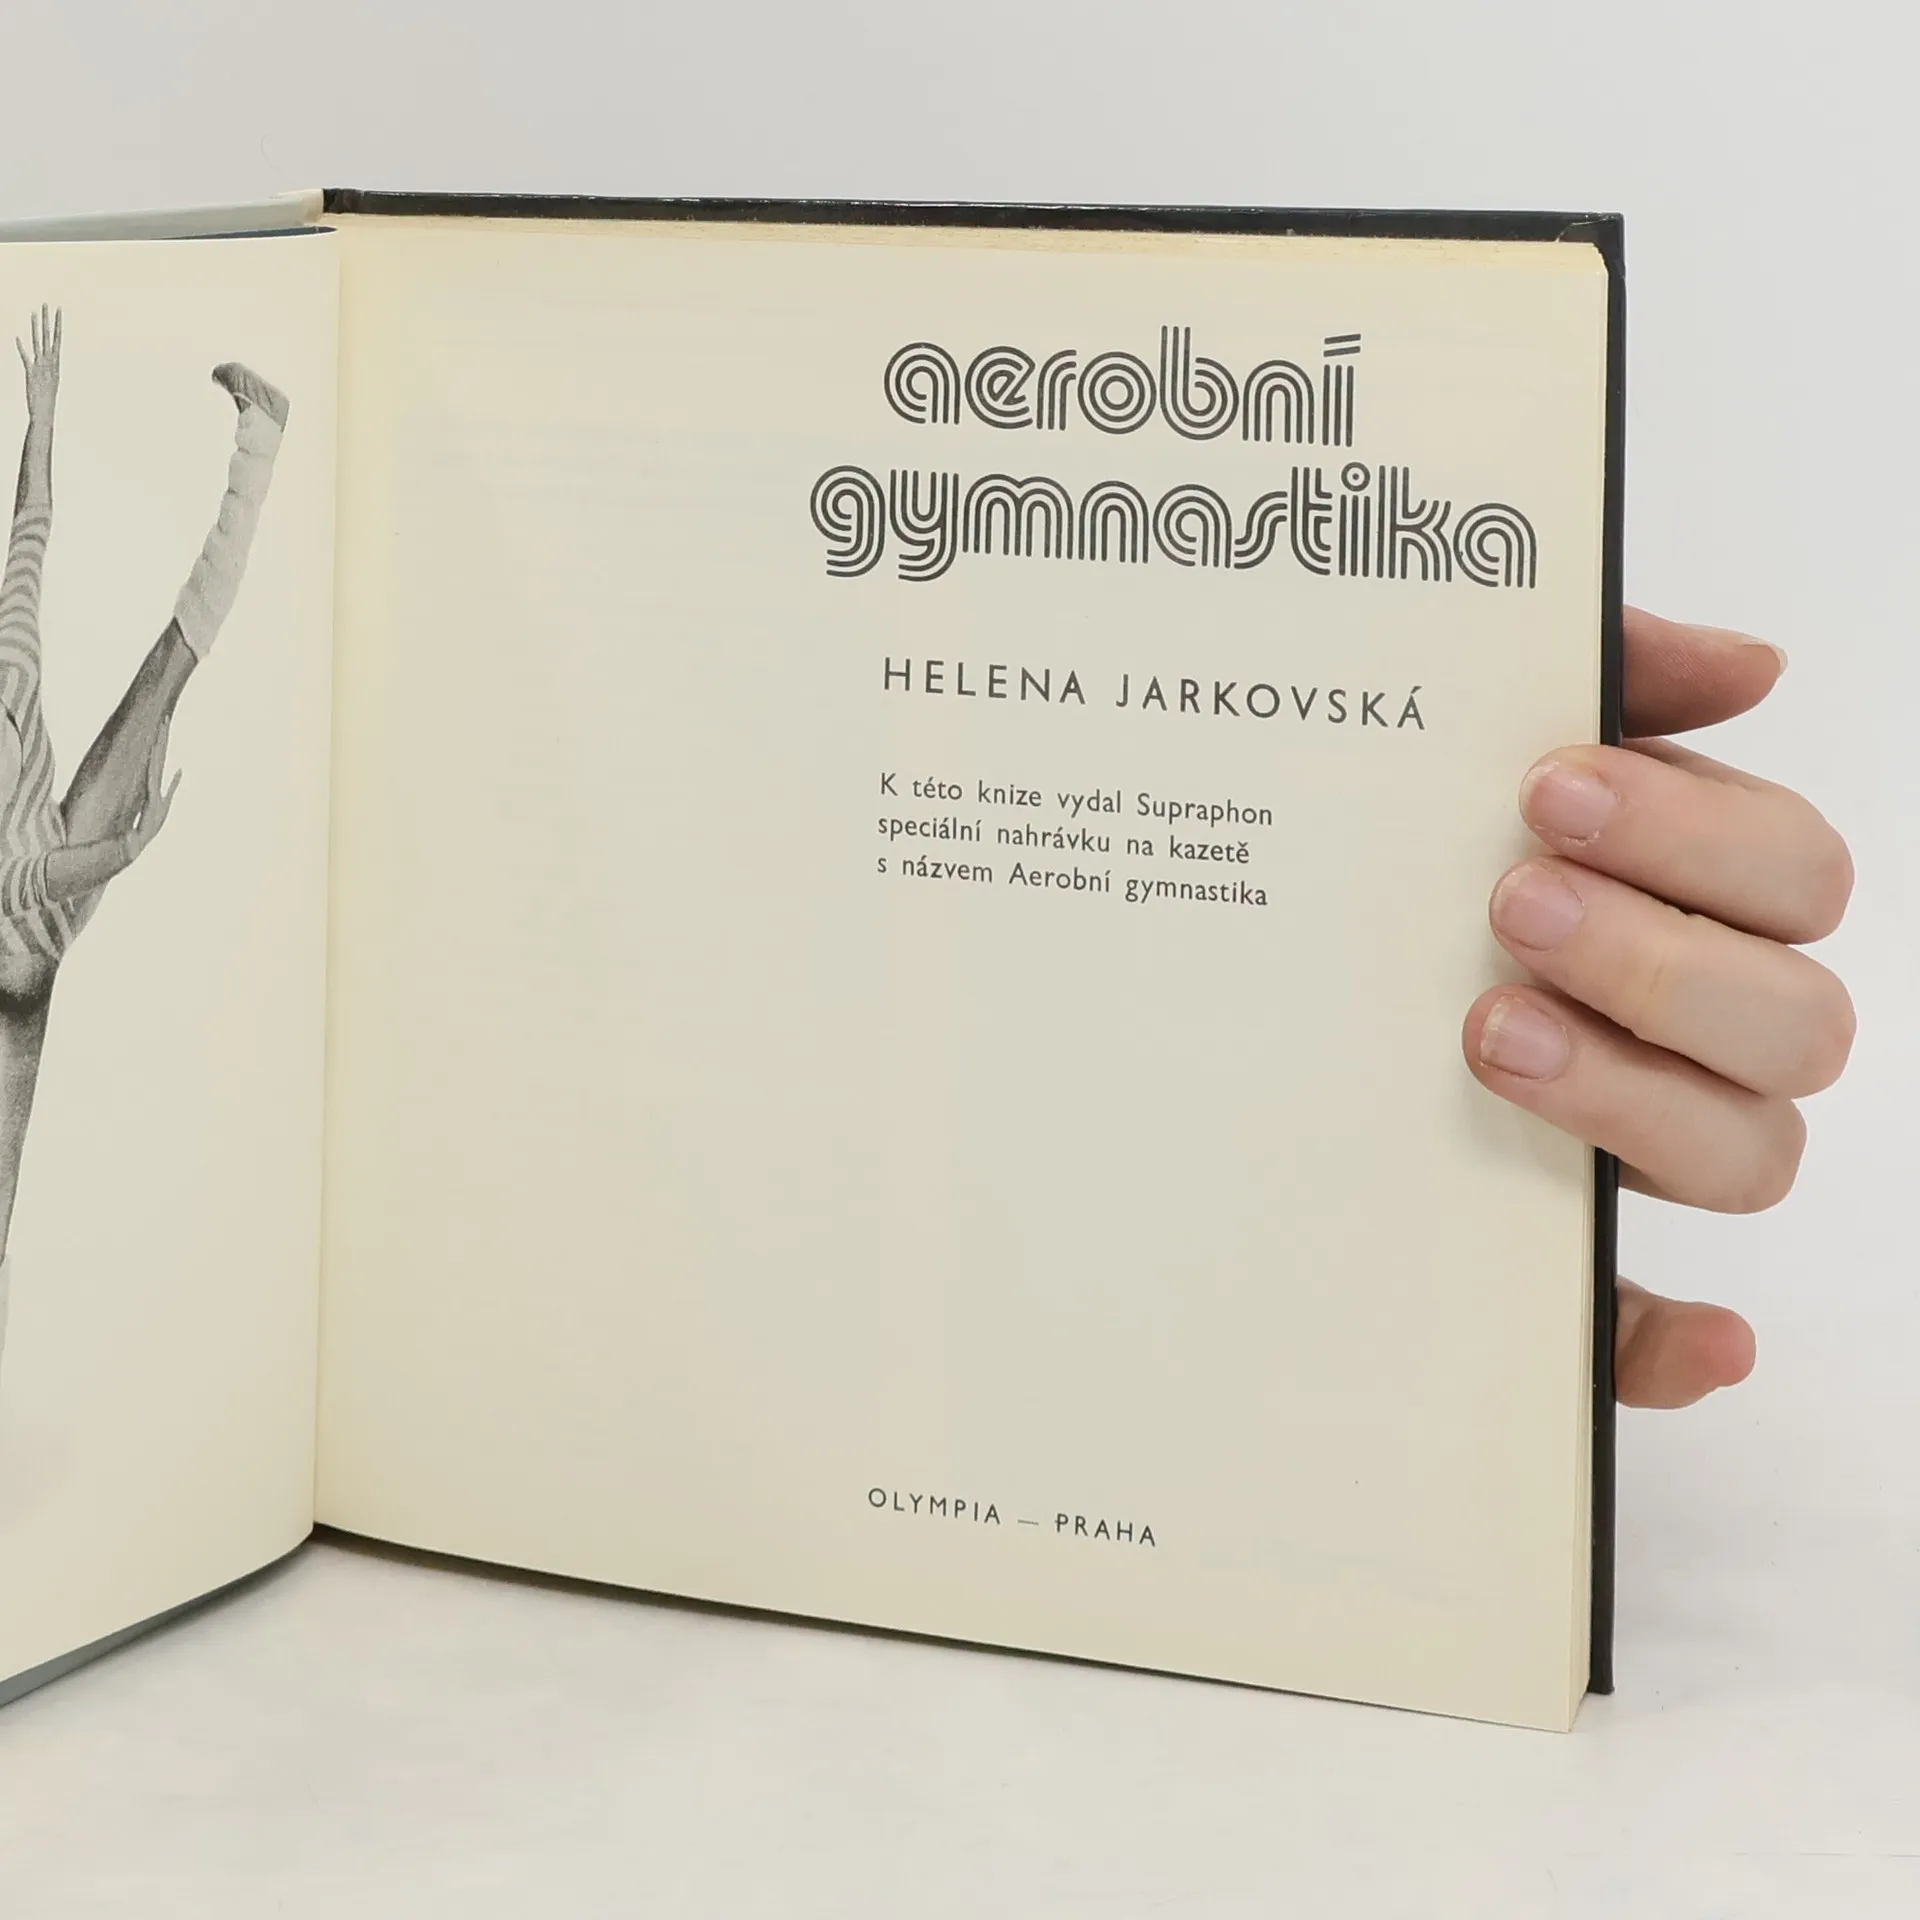 aerobní
gymnastika
HELENA JARKOVSKÁ
K této knize vydal Supraphon
speciální nahrávku na kazetě
s názvem Aerobní gymnastika
OLYMPIA — PRAHA